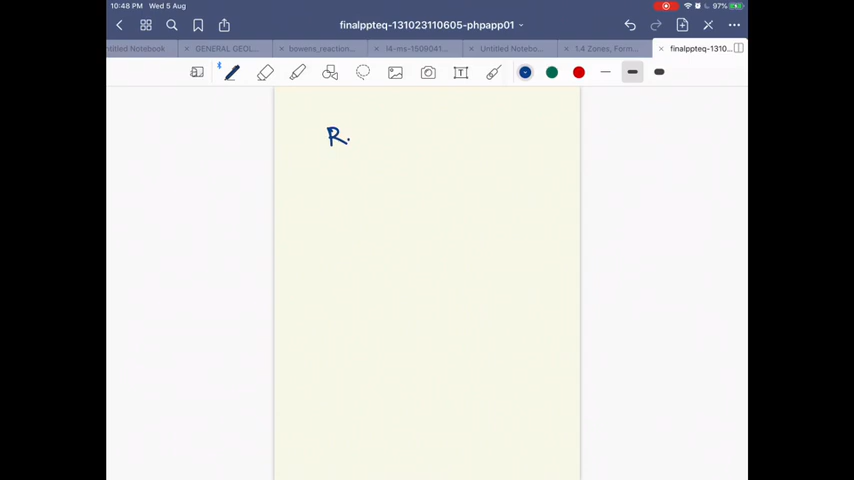 10:48 PM Wed 5 Aug 97%
finalppteq-131023110605-phpapp01
ntitled Notebook GENERAL GEOL... bowens_reaction... l4-ms-1509041... Untitled Notebo... 1.4 Zones, Form... finalppteq-1310...
R.